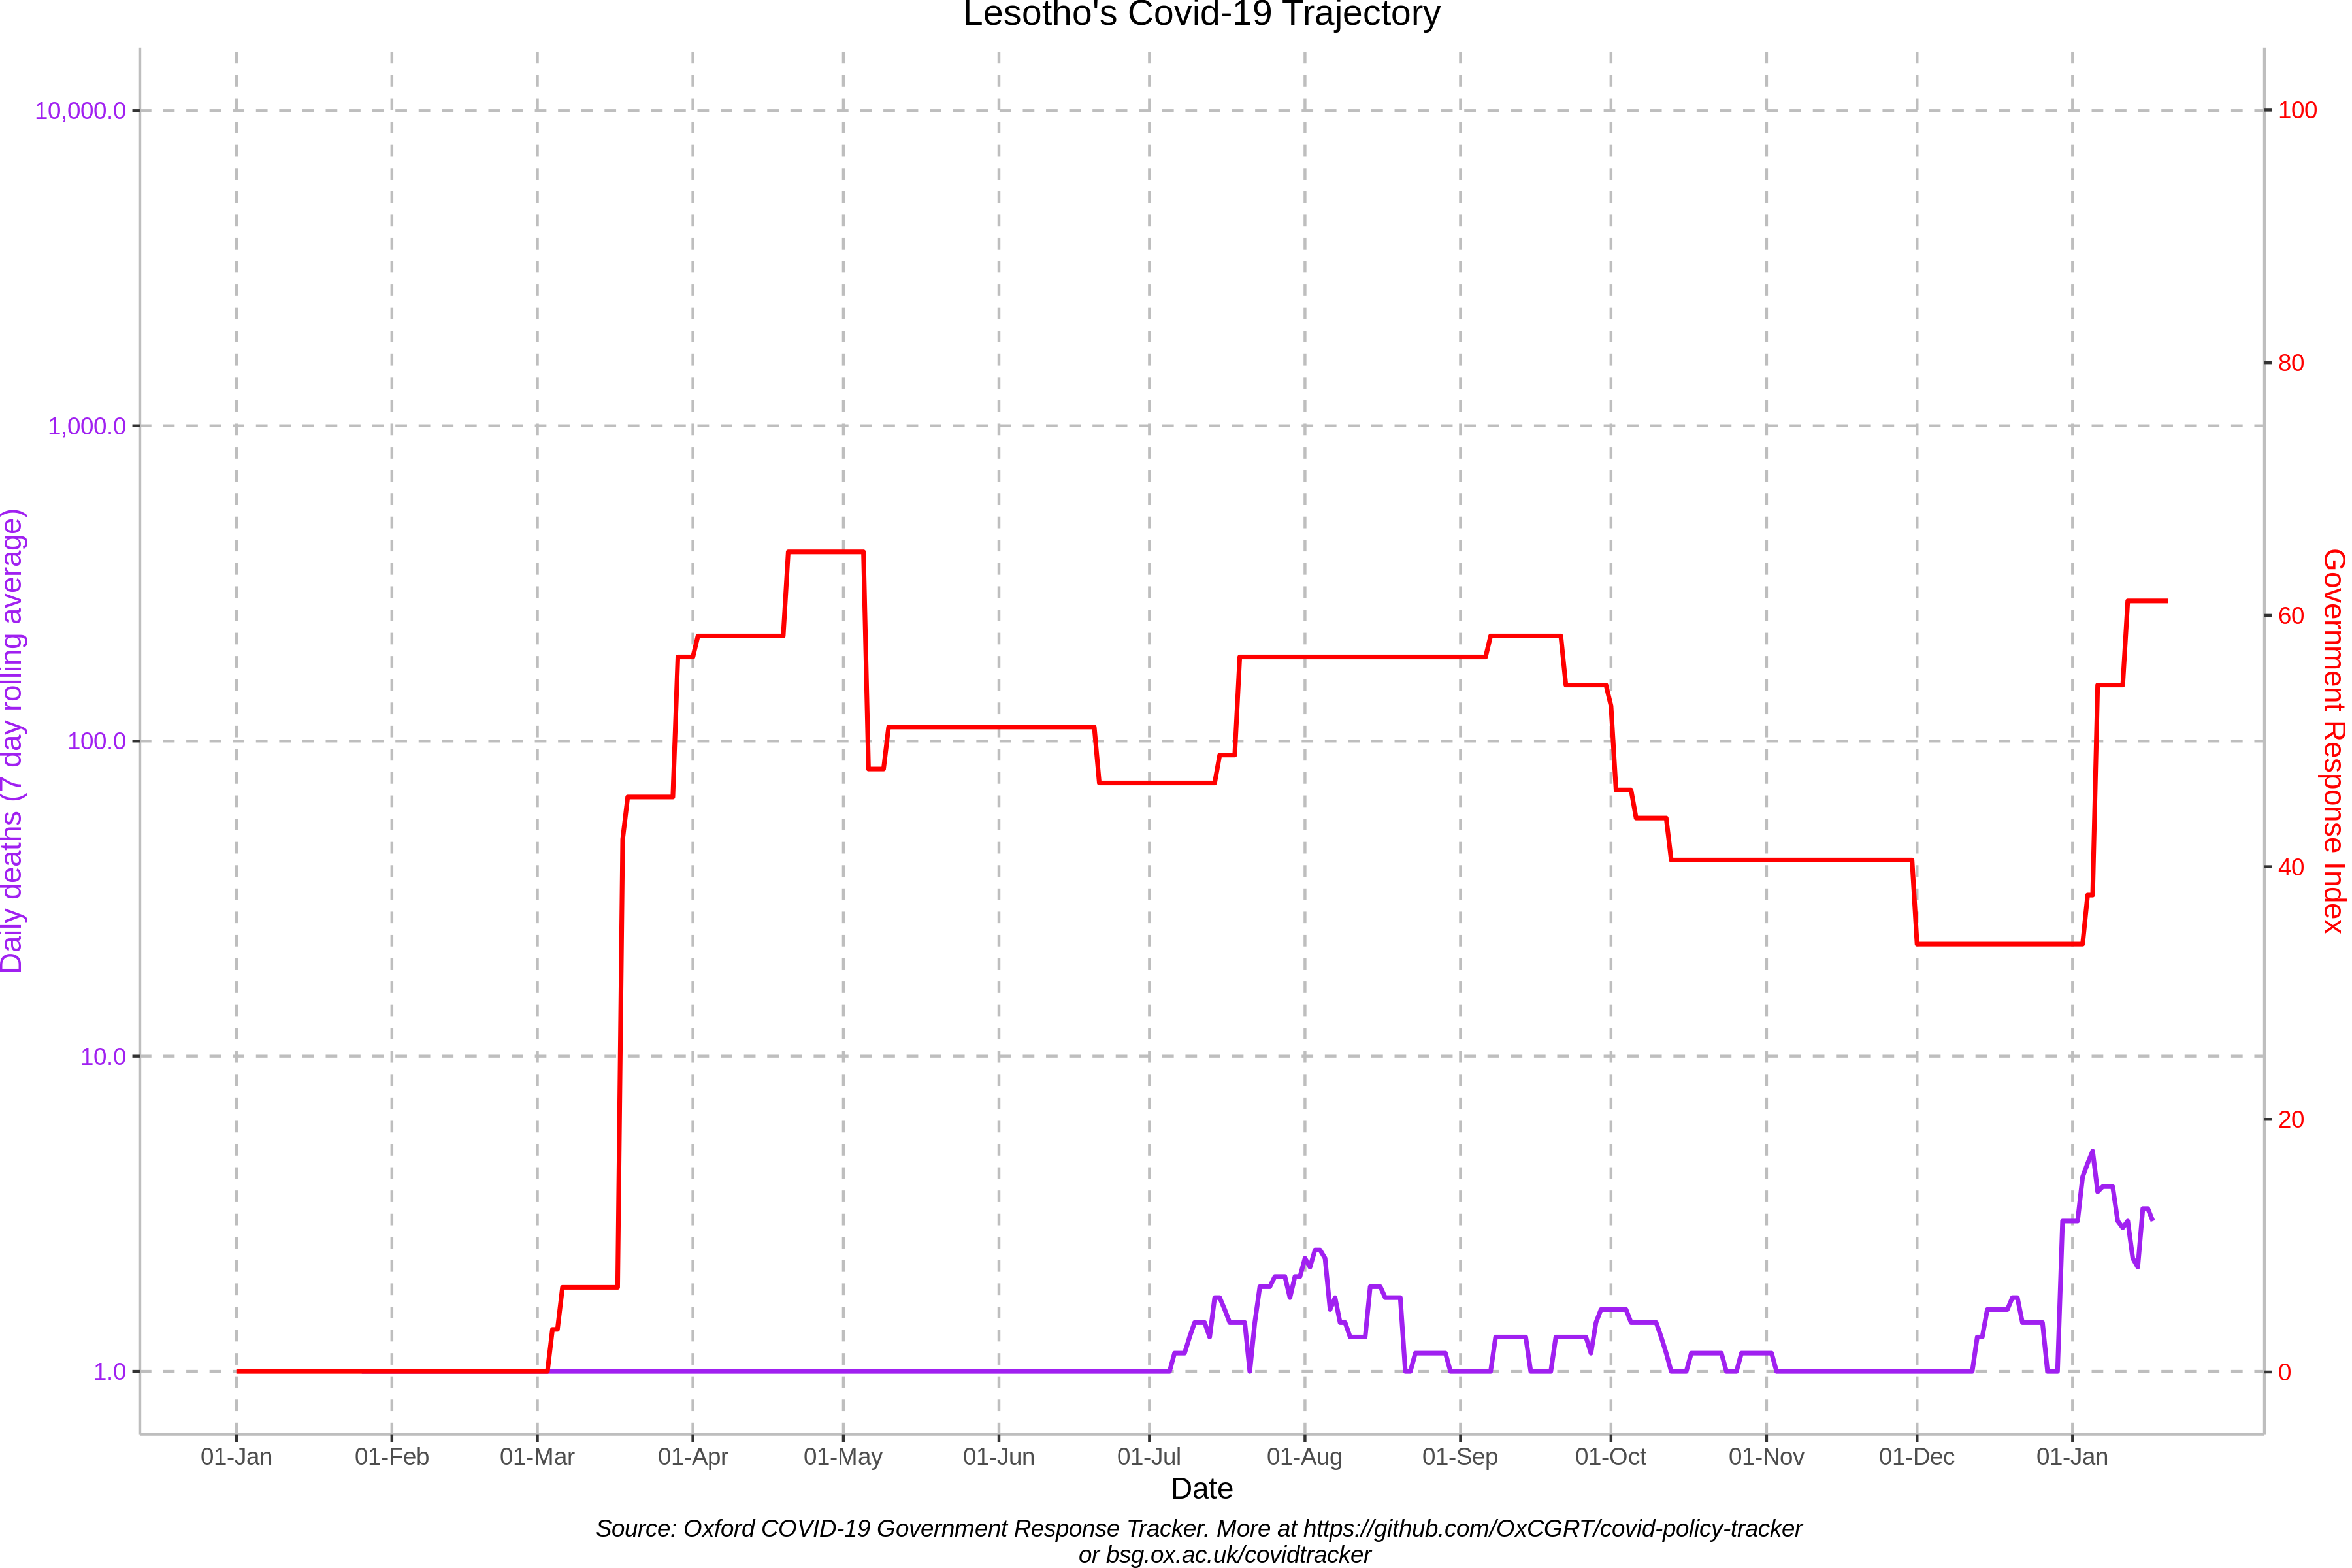 Lesotho's Covid-19 Trajectory
10,000.0
1,000.0
100.0
10.0
1.0
Daily deaths (7 day rolling average)
100
80
60
40
20
0
Government Response Index
01-Jan 01-Feb 01-Mar 01-Apr 01-May 01-Jun 01-Jul 01-Aug 01-Sep 01-Oct 01-Nov 01-Dec 01-Jan
Date
Source: Oxford COVID-19 Government Response Tracker. More at https://github.com/OxCGRT/covid-policy-tracker
or bsg.ox.ac.uk/covidtracker